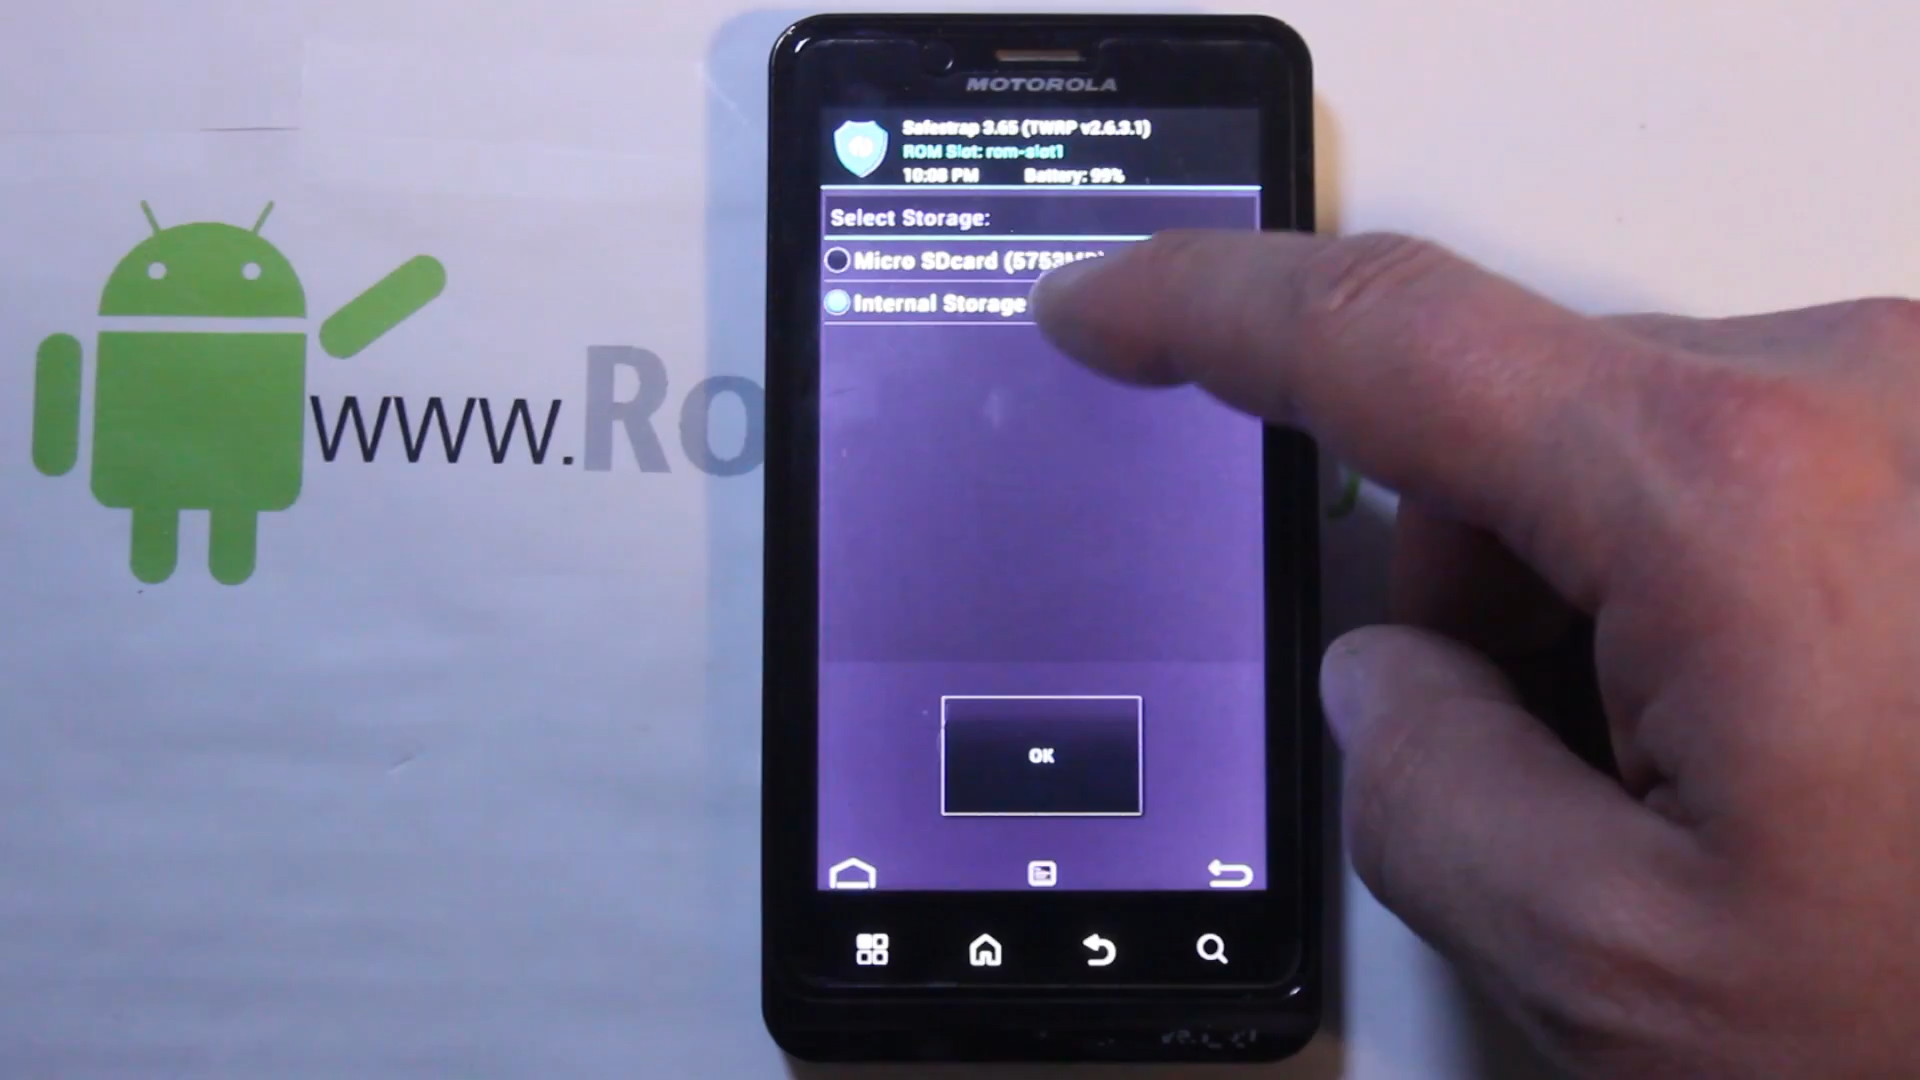 MOTOROLA
Safestrap 3.65 (TWRP v2.6.3.1)
ROM Slot: rom-slot1
10:08 PM Battery: 99%
Select Storage:
Micro SDcard (5753MB)
Internal Storage
www.Ro
OK